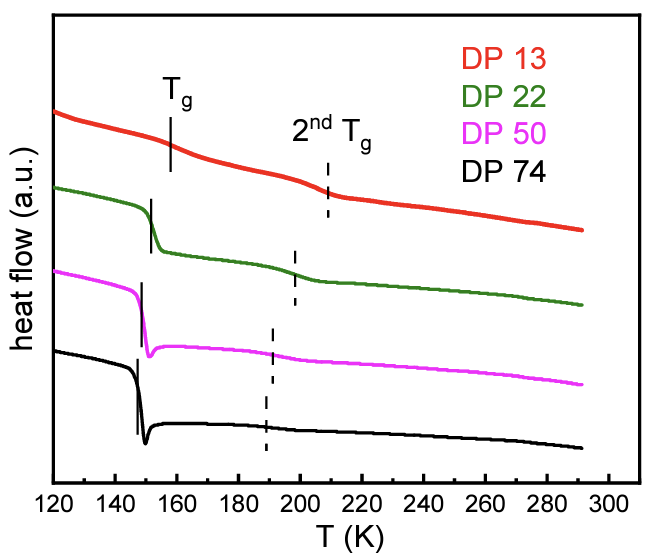 DP 13
DP 22
DP 50
DP 74
Tg
2nd Tg
heat flow (a.u.)
120 140 160 180 200 220 240 260 280 300
T (K)